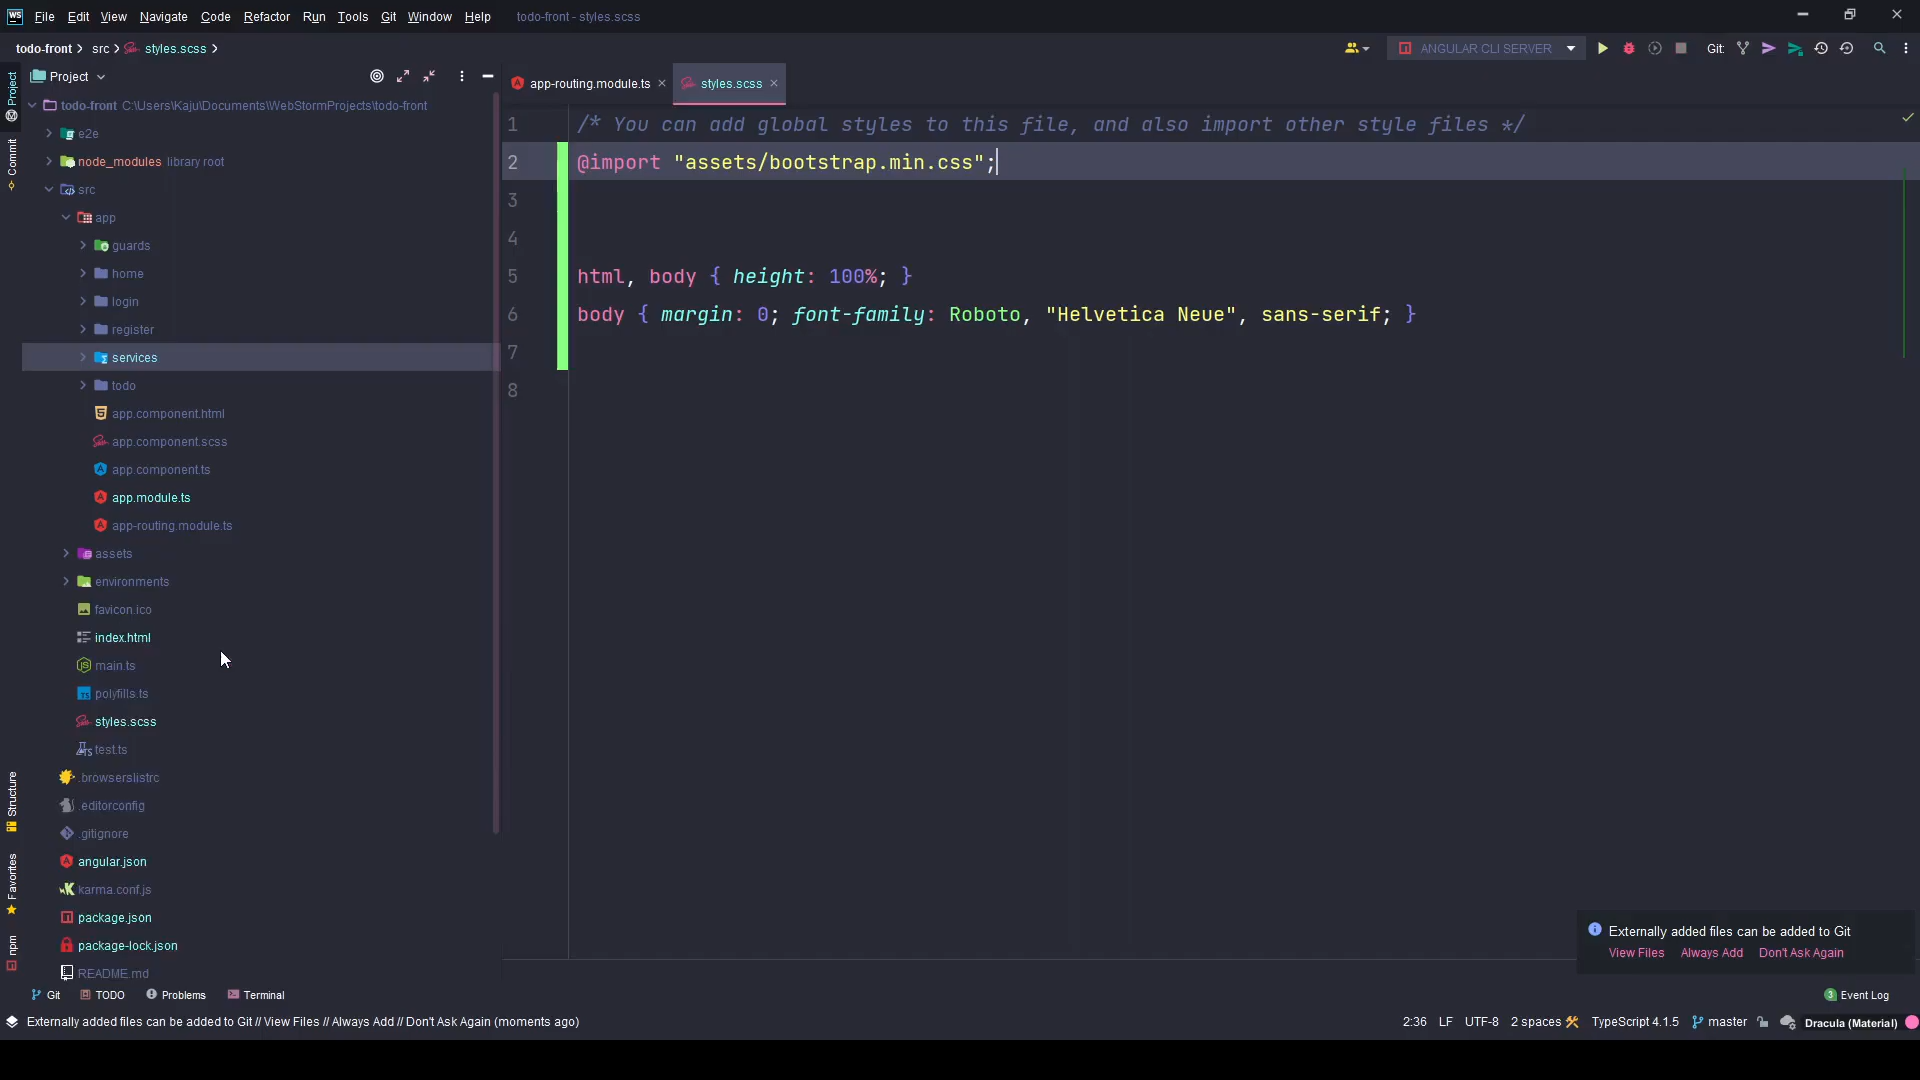 WS File Edit View Navigate Code Refactor Run Tools Git Window Help todo-front - styles.scss
todo-front src styles.scss
ANGULAR CLI SERVER Git:
Project
Project
app-routing.module.ts
styles.scss
todo-front C:\Users\Kaju\Documents\WebStormProjects\todo-front
e2e
Commit
node_modules library root
src
app
guards
home
login
register
services
todo
app.component.html
app.component.scss
app.component.ts
app.module.ts
app-routing.module.ts
assets
environments
favicon.ico
index.html
main.ts
polyfills.ts
styles.scss
test.ts
.browserslistrc
.editorconfig
.gitignore
angular.json
karma.conf.js
package.json
package-lock.json
README.md
Structure
Favorites
npm
1 /* You can add global styles to this file, and also import other style files */
2 @import "assets/bootstrap.min.css";
3
4
5 html, body { height: 100%; }
6 body { margin: 0; font-family: Roboto, "Helvetica Neue", sans-serif; }
7
8
Externally added files can be added to Git
View Files Always Add Don't Ask Again
Git TODO Problems Terminal
3 Event Log
Externally added files can be added to Git // View Files // Always Add // Don't Ask Again (moments ago)
2:36 LF UTF-8 2 spaces TypeScript 4.1.5 master Dracula (Material)